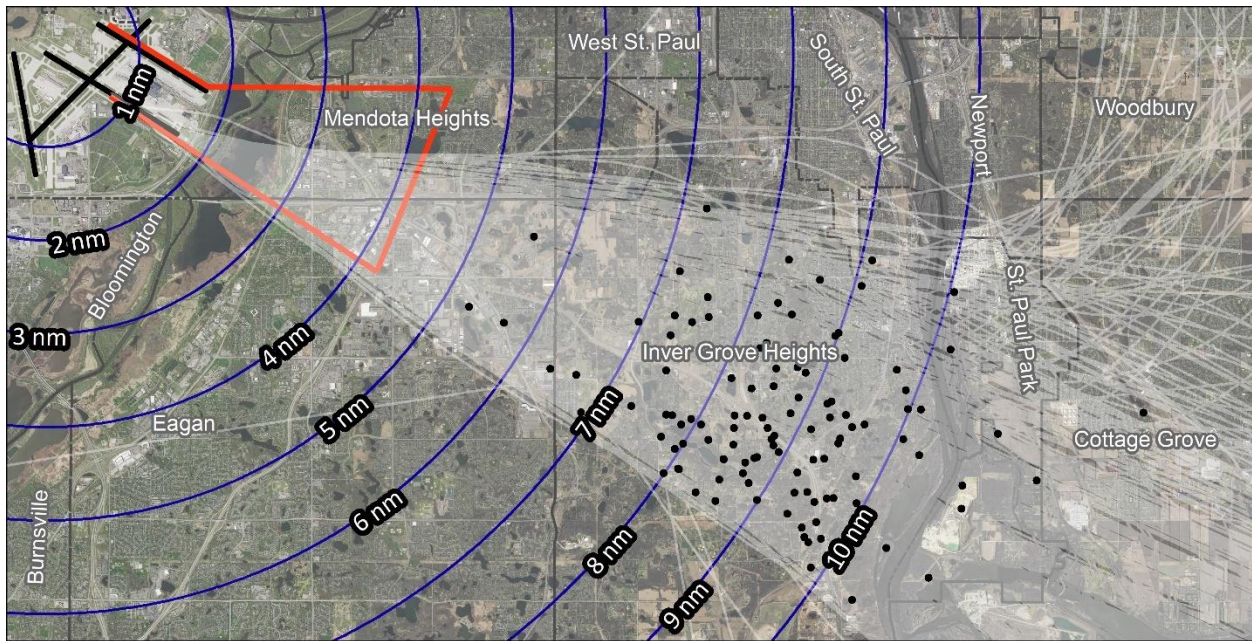 West St. Paul
South St. Paul
Newport
Woodbury
1 nm
Mendota Heights
2 nm
Bloomington
3 nm
4 nm
St. Paul Park
Inver Grove Heights
Eagan
5 nm
7 nm
Cottage Grove
Burnsville
6 nm
8 nm
10 nm
9 nm